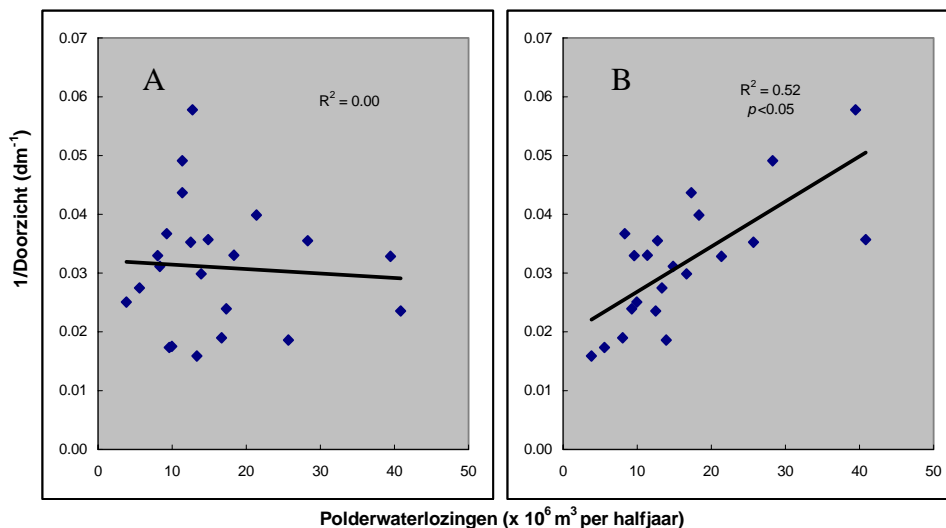 0.07
0.06
0.05
0.04
0.03
0.02
0.01
0.00
0 10 20 30 40 50
A
R² = 0.00
0.07
0.06
0.05
0.04
0.03
0.02
0.01
0.00
0 10 20 30 40 50
B
R² = 0.52
p<0.05
1/Doorzicht (dm⁻¹)
Polderwaterlozingen (x 10⁶ m³ per halfjaar)